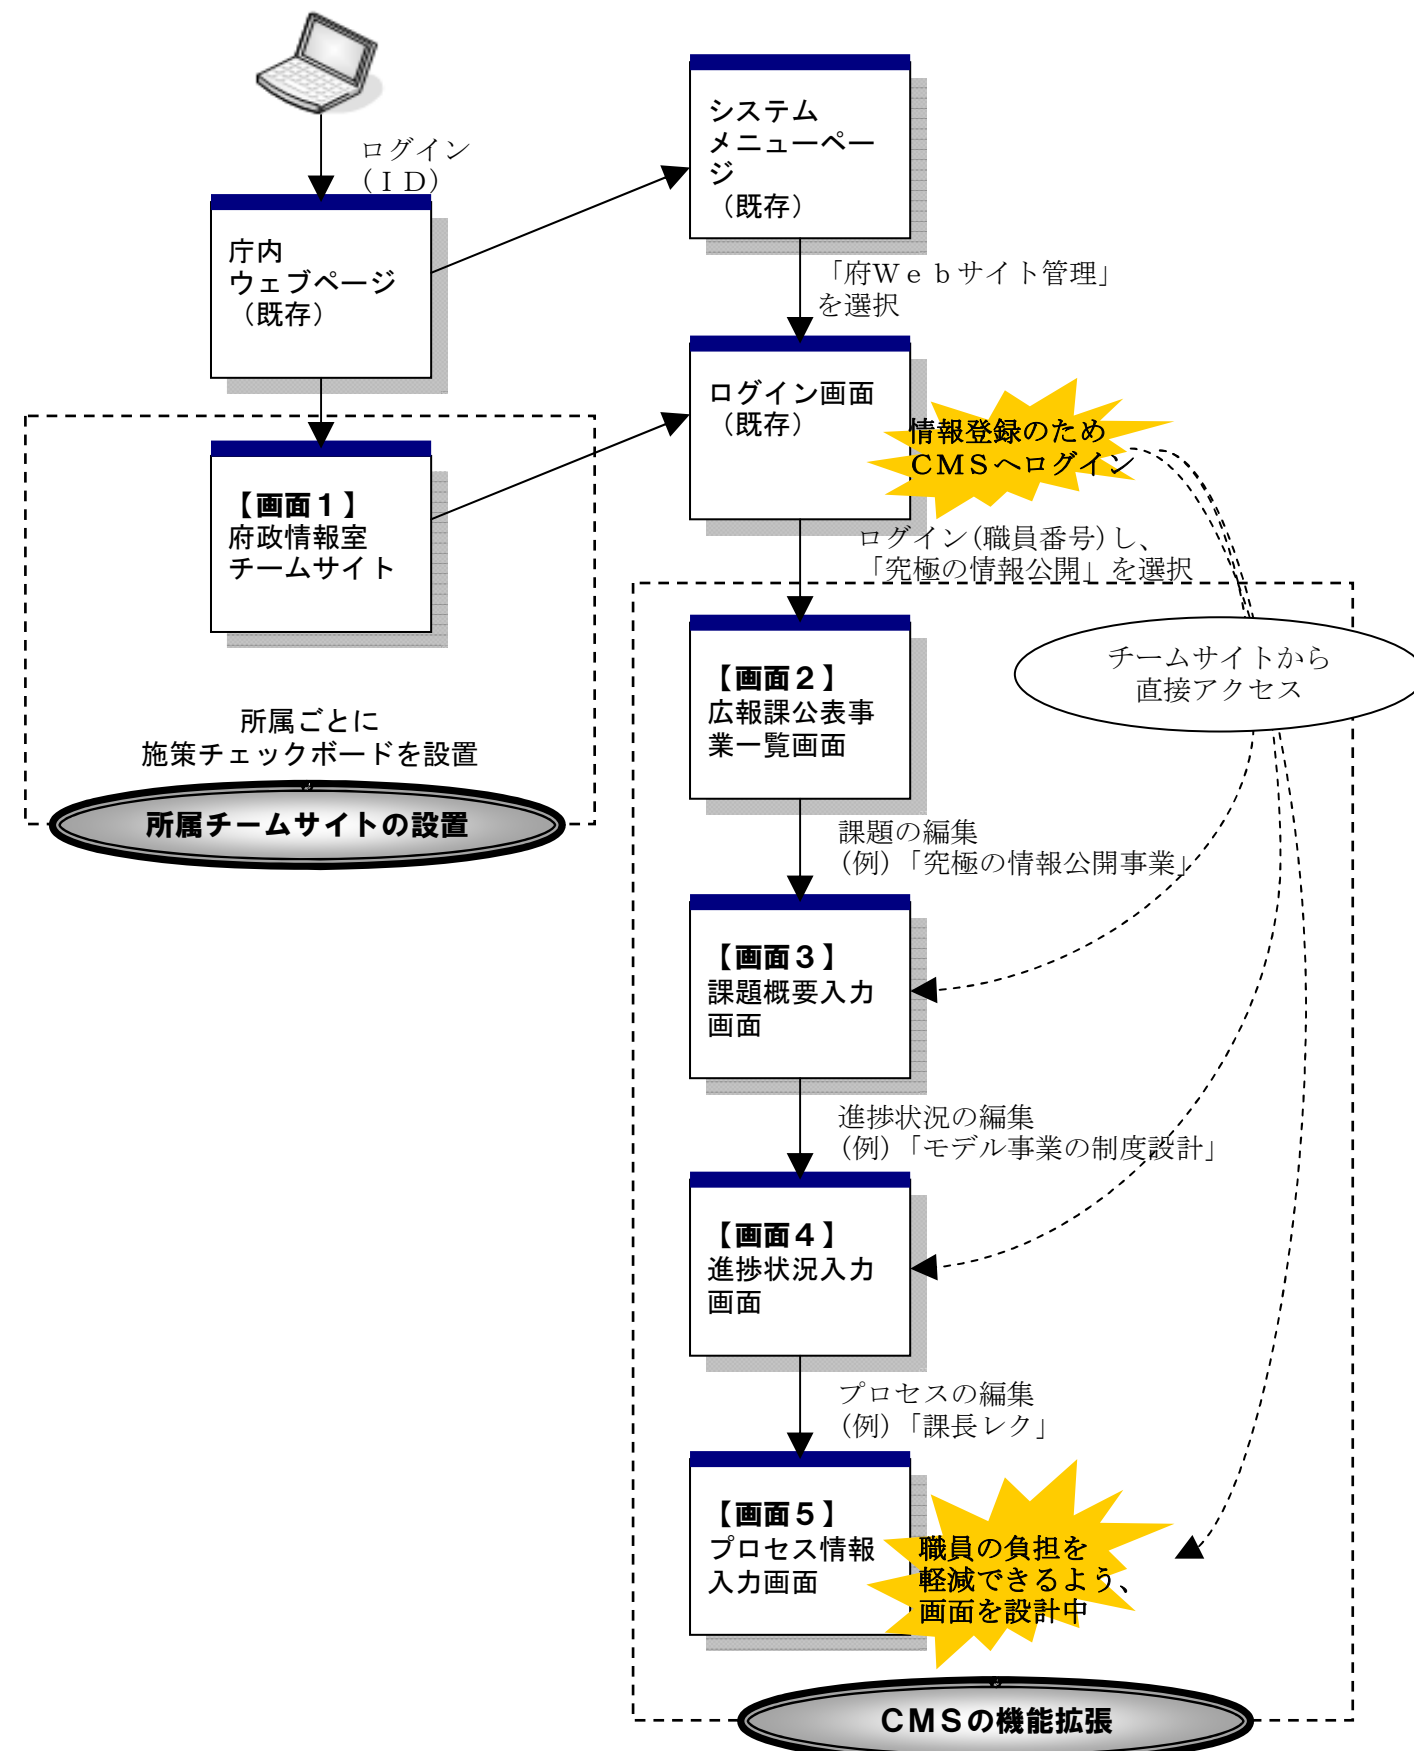 ログイン
(ＩＤ)
システム
メニューペー
ジ
（既存）
庁内
ウェブページ
（既存）
「府Ｗｅｂサイト管理」
を選択
ログイン画面
（既存）
情報登録のため
ＣＭＳへログイン
【画面１】
府政情報室
チームサイト
ログイン(職員番号)し、
「究極の情報公開」を選択
チームサイトから
直接アクセス
【画面２】
広報課公表事
業一覧画面
所属ごとに
施策チェックボードを設置
所属チームサイトの設置
課題の編集
(例)「究極の情報公開事業」
【画面３】
課題概要入力
画面
進捗状況の編集
(例)「モデル事業の制度設計」
【画面４】
進捗状況入力
画面
プロセスの編集
(例)「課長レク」
【画面５】
プロセス情報
入力画面
職員の負担を
軽減できるよう、
画面を設計中
ＣＭＳの機能拡張